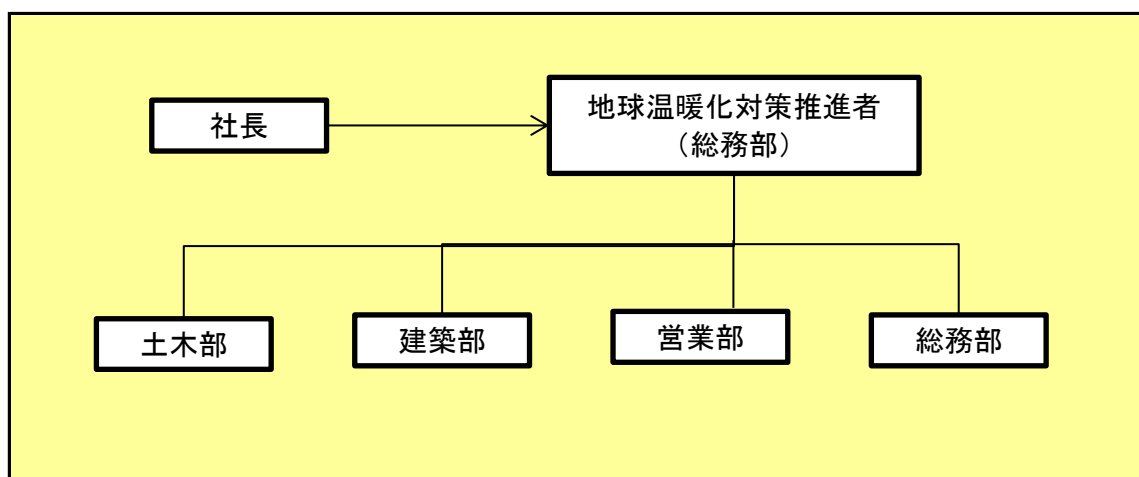 社長
地球温暖化対策推進者
（総務部）
土木部
建築部
営業部
総務部